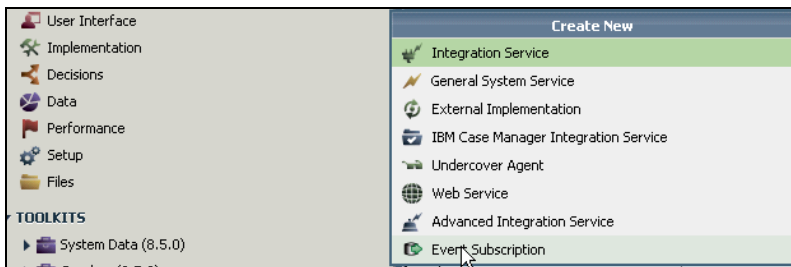 User Interface
Implementation
Decisions
Data
Performance
Setup
Files
TOOLKITS
System Data (8.5.0)
Create New
Integration Service
General System Service
External Implementation
IBM Case Manager Integration Service
Undercover Agent
Web Service
Advanced Integration Service
Event Subscription